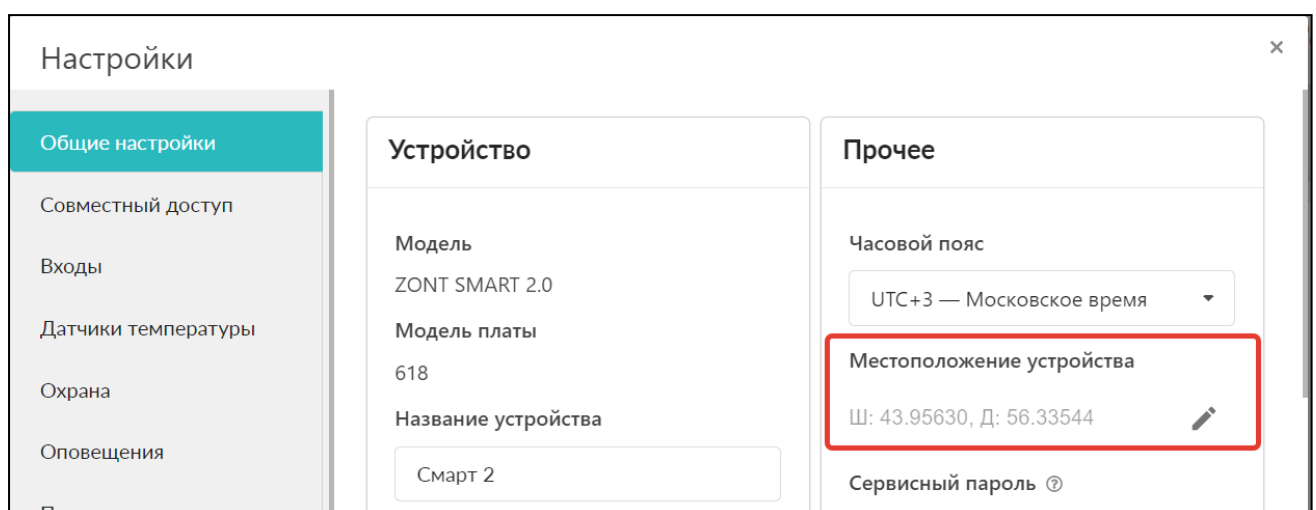 Настройки
×
Общие настройки
Совместный доступ
Входы
Датчики температуры
Охрана
Оповещения
Устройство
Модель
ZONT SMART 2.0
Модель платы
618
Название устройства
Смарт 2
Прочее
Часовой пояс
UTC+3 — Московское время
Местоположение устройства
Ш: 43.95630, Д: 56.33544
Сервисный пароль ?